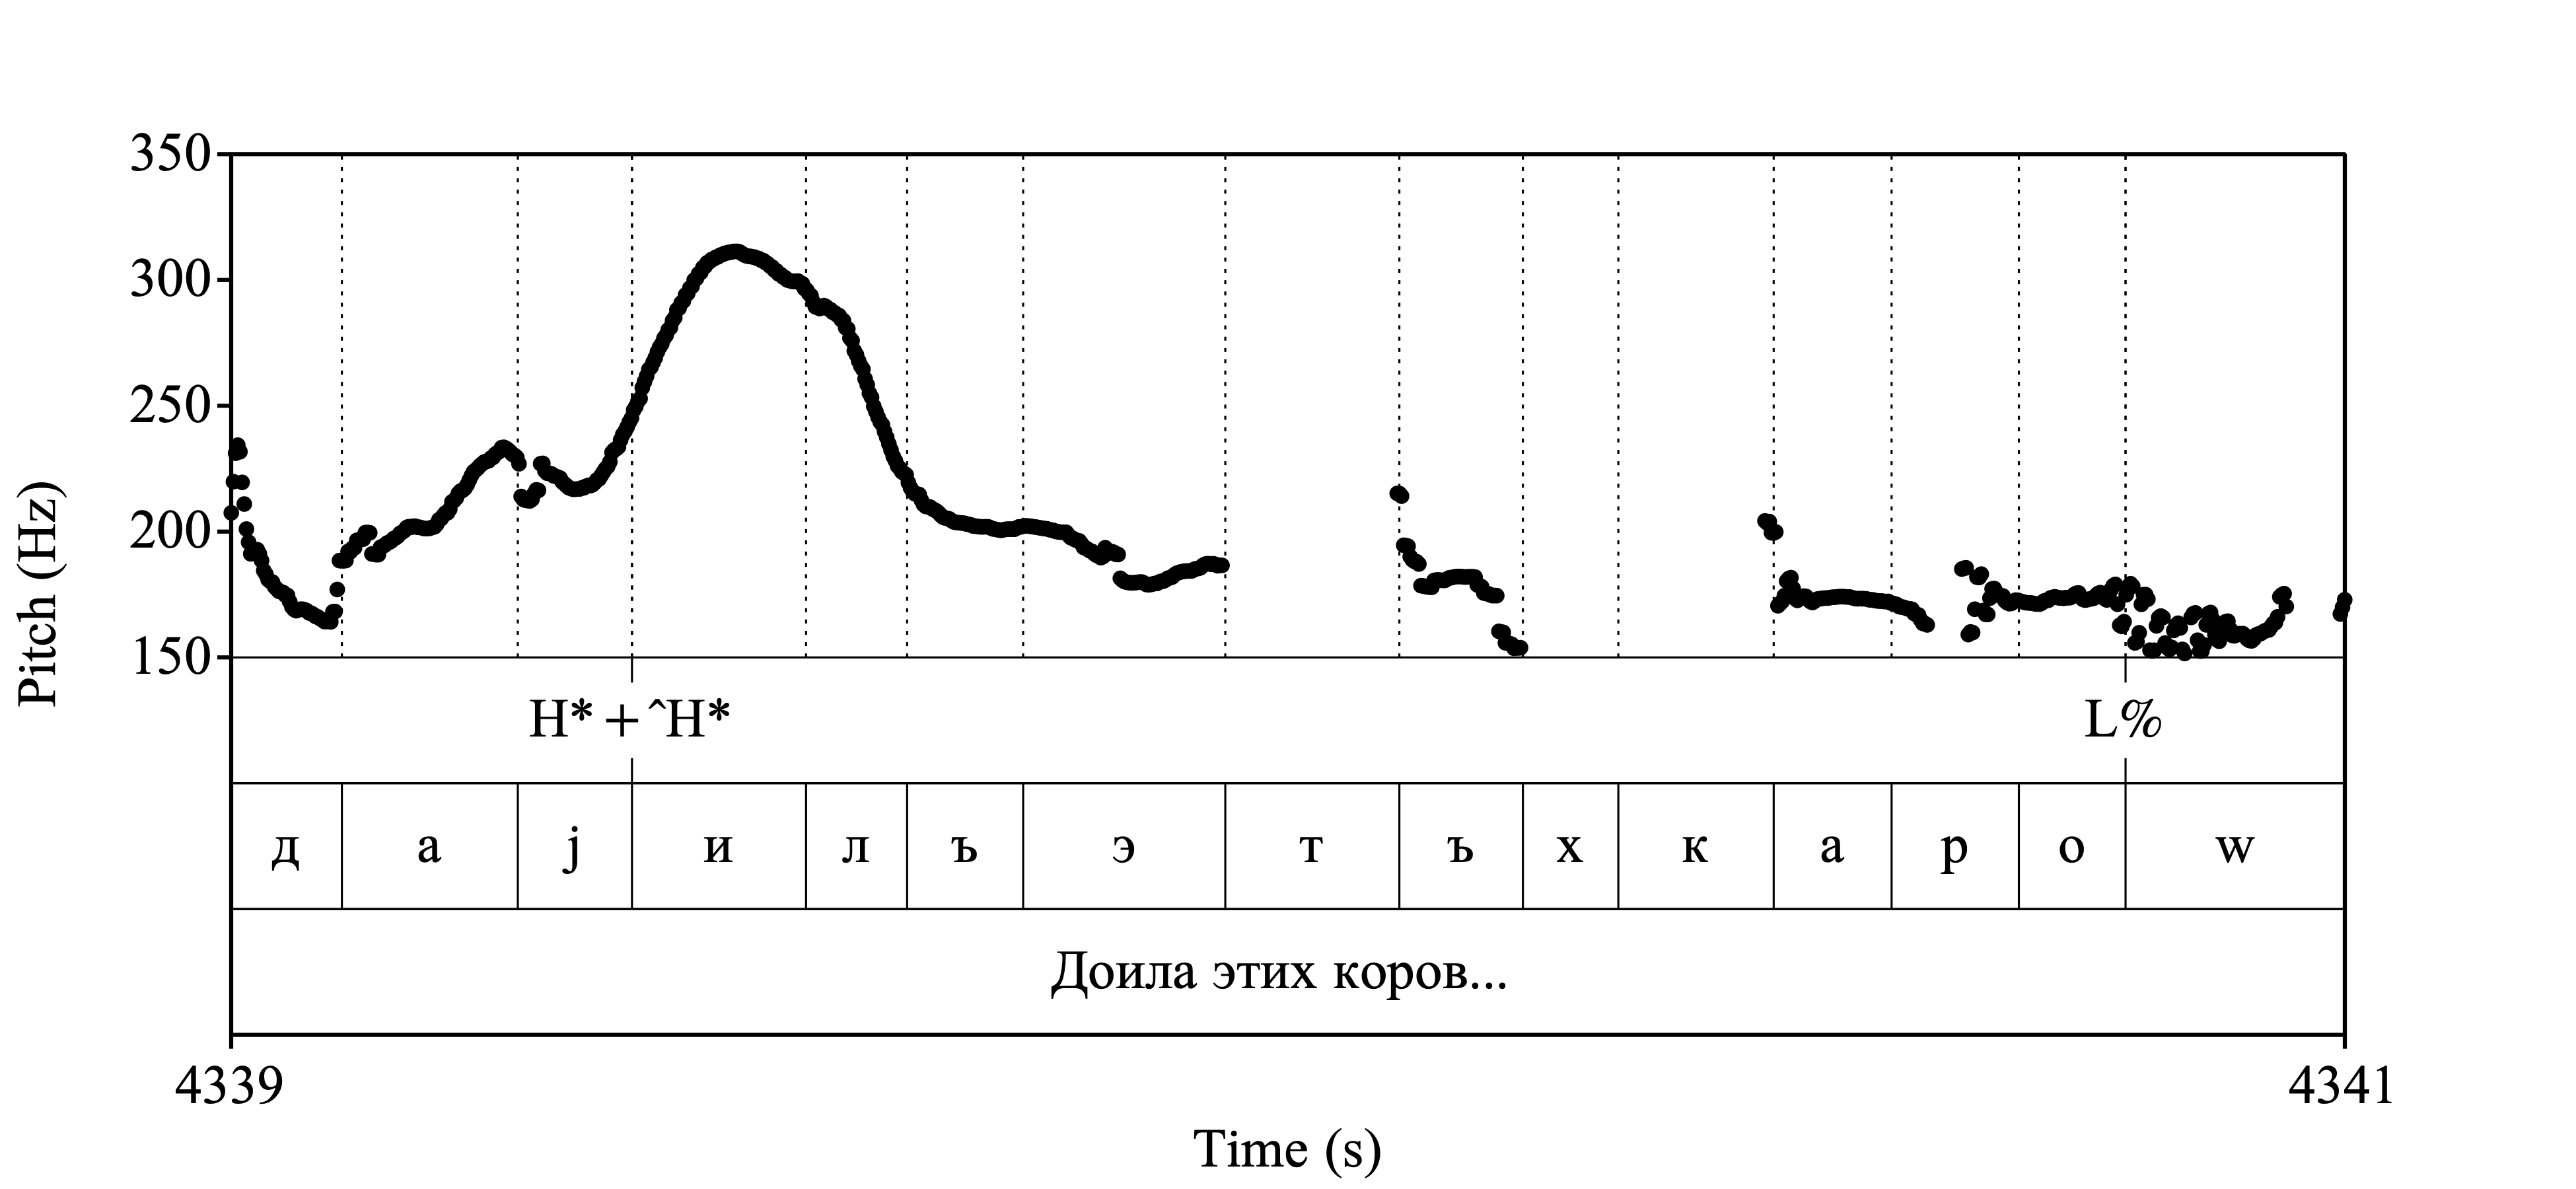 350
300
250
200
150
Pitch (Hz)
H* + ^H* L%
д а j и л ъ э т ъ х к а р о w
Доила этих коров...
4339 4341
Time (s)